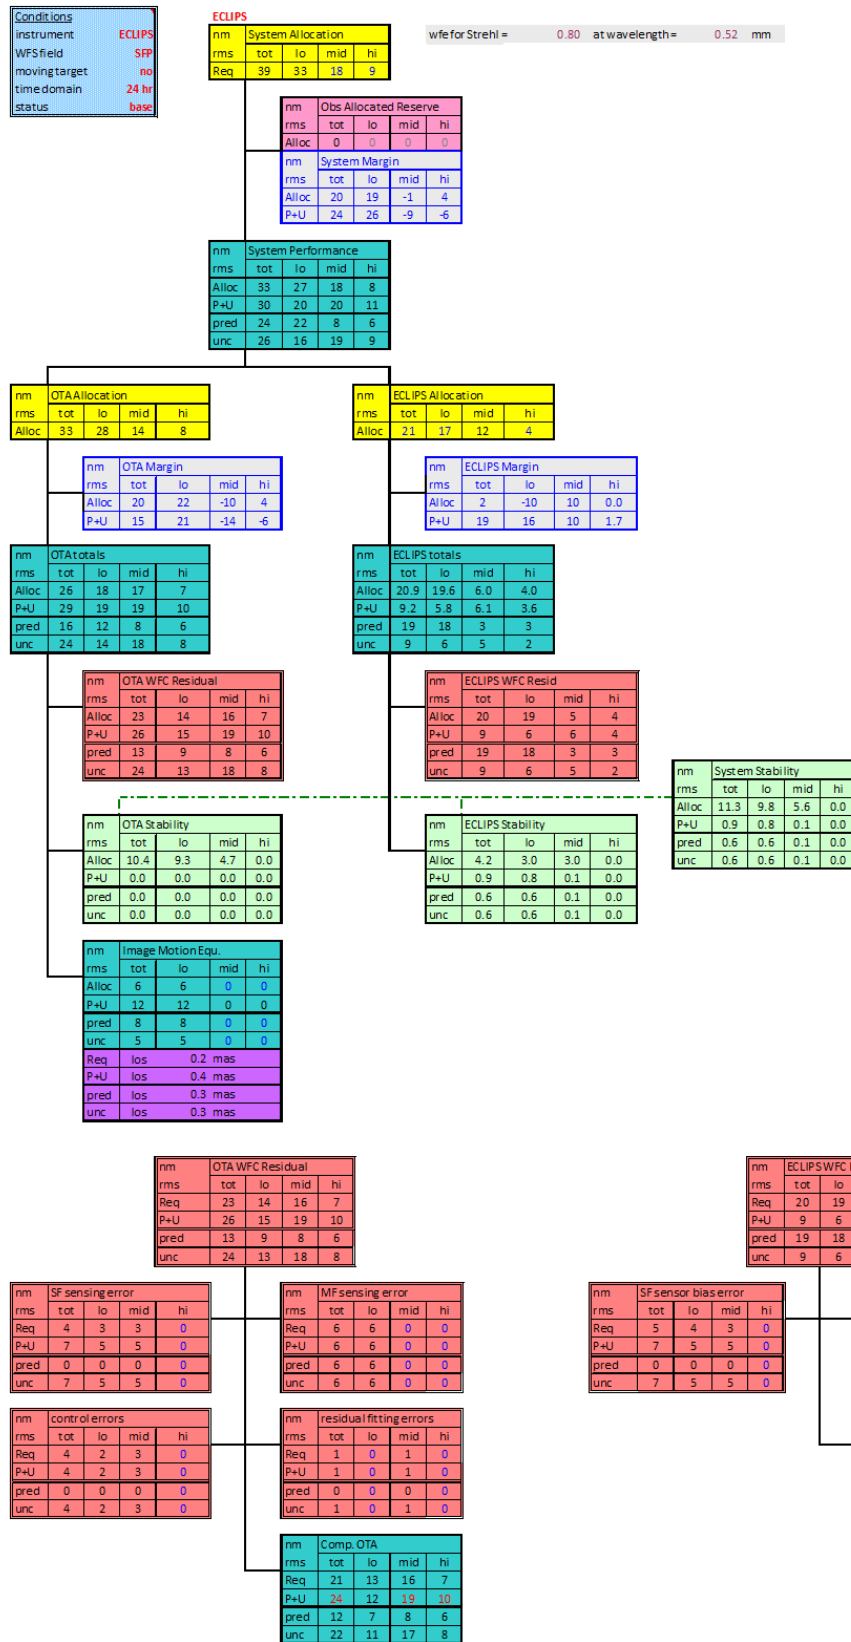 Conditions
instrument ECLIPS
WFS field SFP
moving target no
time domain 24 hr
status base
ECLIPS
nm System Allocation
rms tot lo mid hi
Req 39 33 18 9
wfe for Strehl = 0.80 at wavelength = 0.52 mm
nm Obs Allocated Reserve
rms tot lo mid hi
Alloc 0 0 0 0
nm System Margin
rms tot lo mid hi
Alloc 20 19 -1 4
P+U 24 26 -9 -6
nm System Performance
rms tot lo mid hi
Alloc 33 27 18 8
P+U 30 20 20 11
pred 24 22 8 6
unc 26 16 19 9
nm OTA Allocation
rms tot lo mid hi
Alloc 33 28 14 8
nm ECLIPS Allocation
rms tot lo mid hi
Alloc 21 17 12 4
nm OTA Margin
rms tot lo mid hi
Alloc 20 22 -10 4
P+U 15 21 -14 -6
nm ECLIPS Margin
rms tot lo mid hi
Alloc 2 -10 10 0.0
P+U 19 16 10 1.7
nm OTA totals
rms tot lo mid hi
Alloc 26 18 17 7
P+U 29 19 19 10
pred 16 12 8 6
unc 24 14 18 8
nm ECLIPS totals
rms tot lo mid hi
Alloc 20.9 19.6 6.0 4.0
P+U 9.2 5.8 6.1 3.6
pred 19 18 3 3
unc 9 6 5 2
nm OTA WFC Residual
rms tot lo mid hi
Alloc 23 14 16 7
P+U 26 15 19 10
pred 13 9 8 6
unc 24 13 18 8
nm ECLIPS WFC Resid
rms tot lo mid hi
Alloc 20 19 5 4
P+U 9 6 6 4
pred 19 18 3 3
unc 9 6 5 2
nm System Stability
rms tot lo mid hi
Alloc 11.3 9.8 5.6 0.0
P+U 0.9 0.8 0.1 0.0
pred 0.6 0.6 0.1 0.0
unc 0.6 0.6 0.1 0.0
nm OTA Stability
rms tot lo mid hi
Alloc 10.4 9.3 4.7 0.0
P+U 0.0 0.0 0.0 0.0
pred 0.0 0.0 0.0 0.0
unc 0.0 0.0 0.0 0.0
nm ECLIPS Stability
rms tot lo mid hi
Alloc 4.2 3.0 3.0 0.0
P+U 0.9 0.8 0.1 0.0
pred 0.6 0.6 0.1 0.0
unc 0.6 0.6 0.1 0.0
nm Image Motion Equ.
rms tot lo mid hi
Alloc 6 6 0 0
P+U 12 12 0 0
pred 8 8 0 0
unc 5 5 0 0
Req los 0.2 mas
P+U los 0.4 mas
pred los 0.3 mas
unc los 0.3 mas
nm OTA WFC Residual
rms tot lo mid hi
Req 23 14 16 7
P+U 26 15 19 10
pred 13 9 8 6
unc 24 13 18 8
nm ECLIPS WFC
rms tot lo
Req 20 19
P+U 9 6
pred 19 18
unc 9 6
nm SF sensing error
rms tot lo mid hi
Req 4 3 3 0
P+U 7 5 5 0
pred 0 0 0 0
unc 7 5 5 0
nm MF sensing error
rms tot lo mid hi
Req 6 6 0 0
P+U 6 6 0 0
pred 6 6 0 0
unc 6 6 0 0
nm SF sensor bias error
rms tot lo mid hi
Req 5 4 3 0
P+U 7 5 5 0
pred 0 0 0 0
unc 7 5 5 0
nm control errors
rms tot lo mid hi
Req 4 2 3 0
P+U 4 2 3 0
pred 0 0 0 0
unc 4 2 3 0
nm residual fitting errors
rms tot lo mid hi
Req 1 0 1 0
P+U 1 0 1 0
pred 0 0 0 0
unc 1 0 1 0
nm Comp. OTA
rms tot lo mid hi
Req 21 13 16 7
P+U 24 12 19 10
pred 12 7 8 6
unc 22 11 17 8